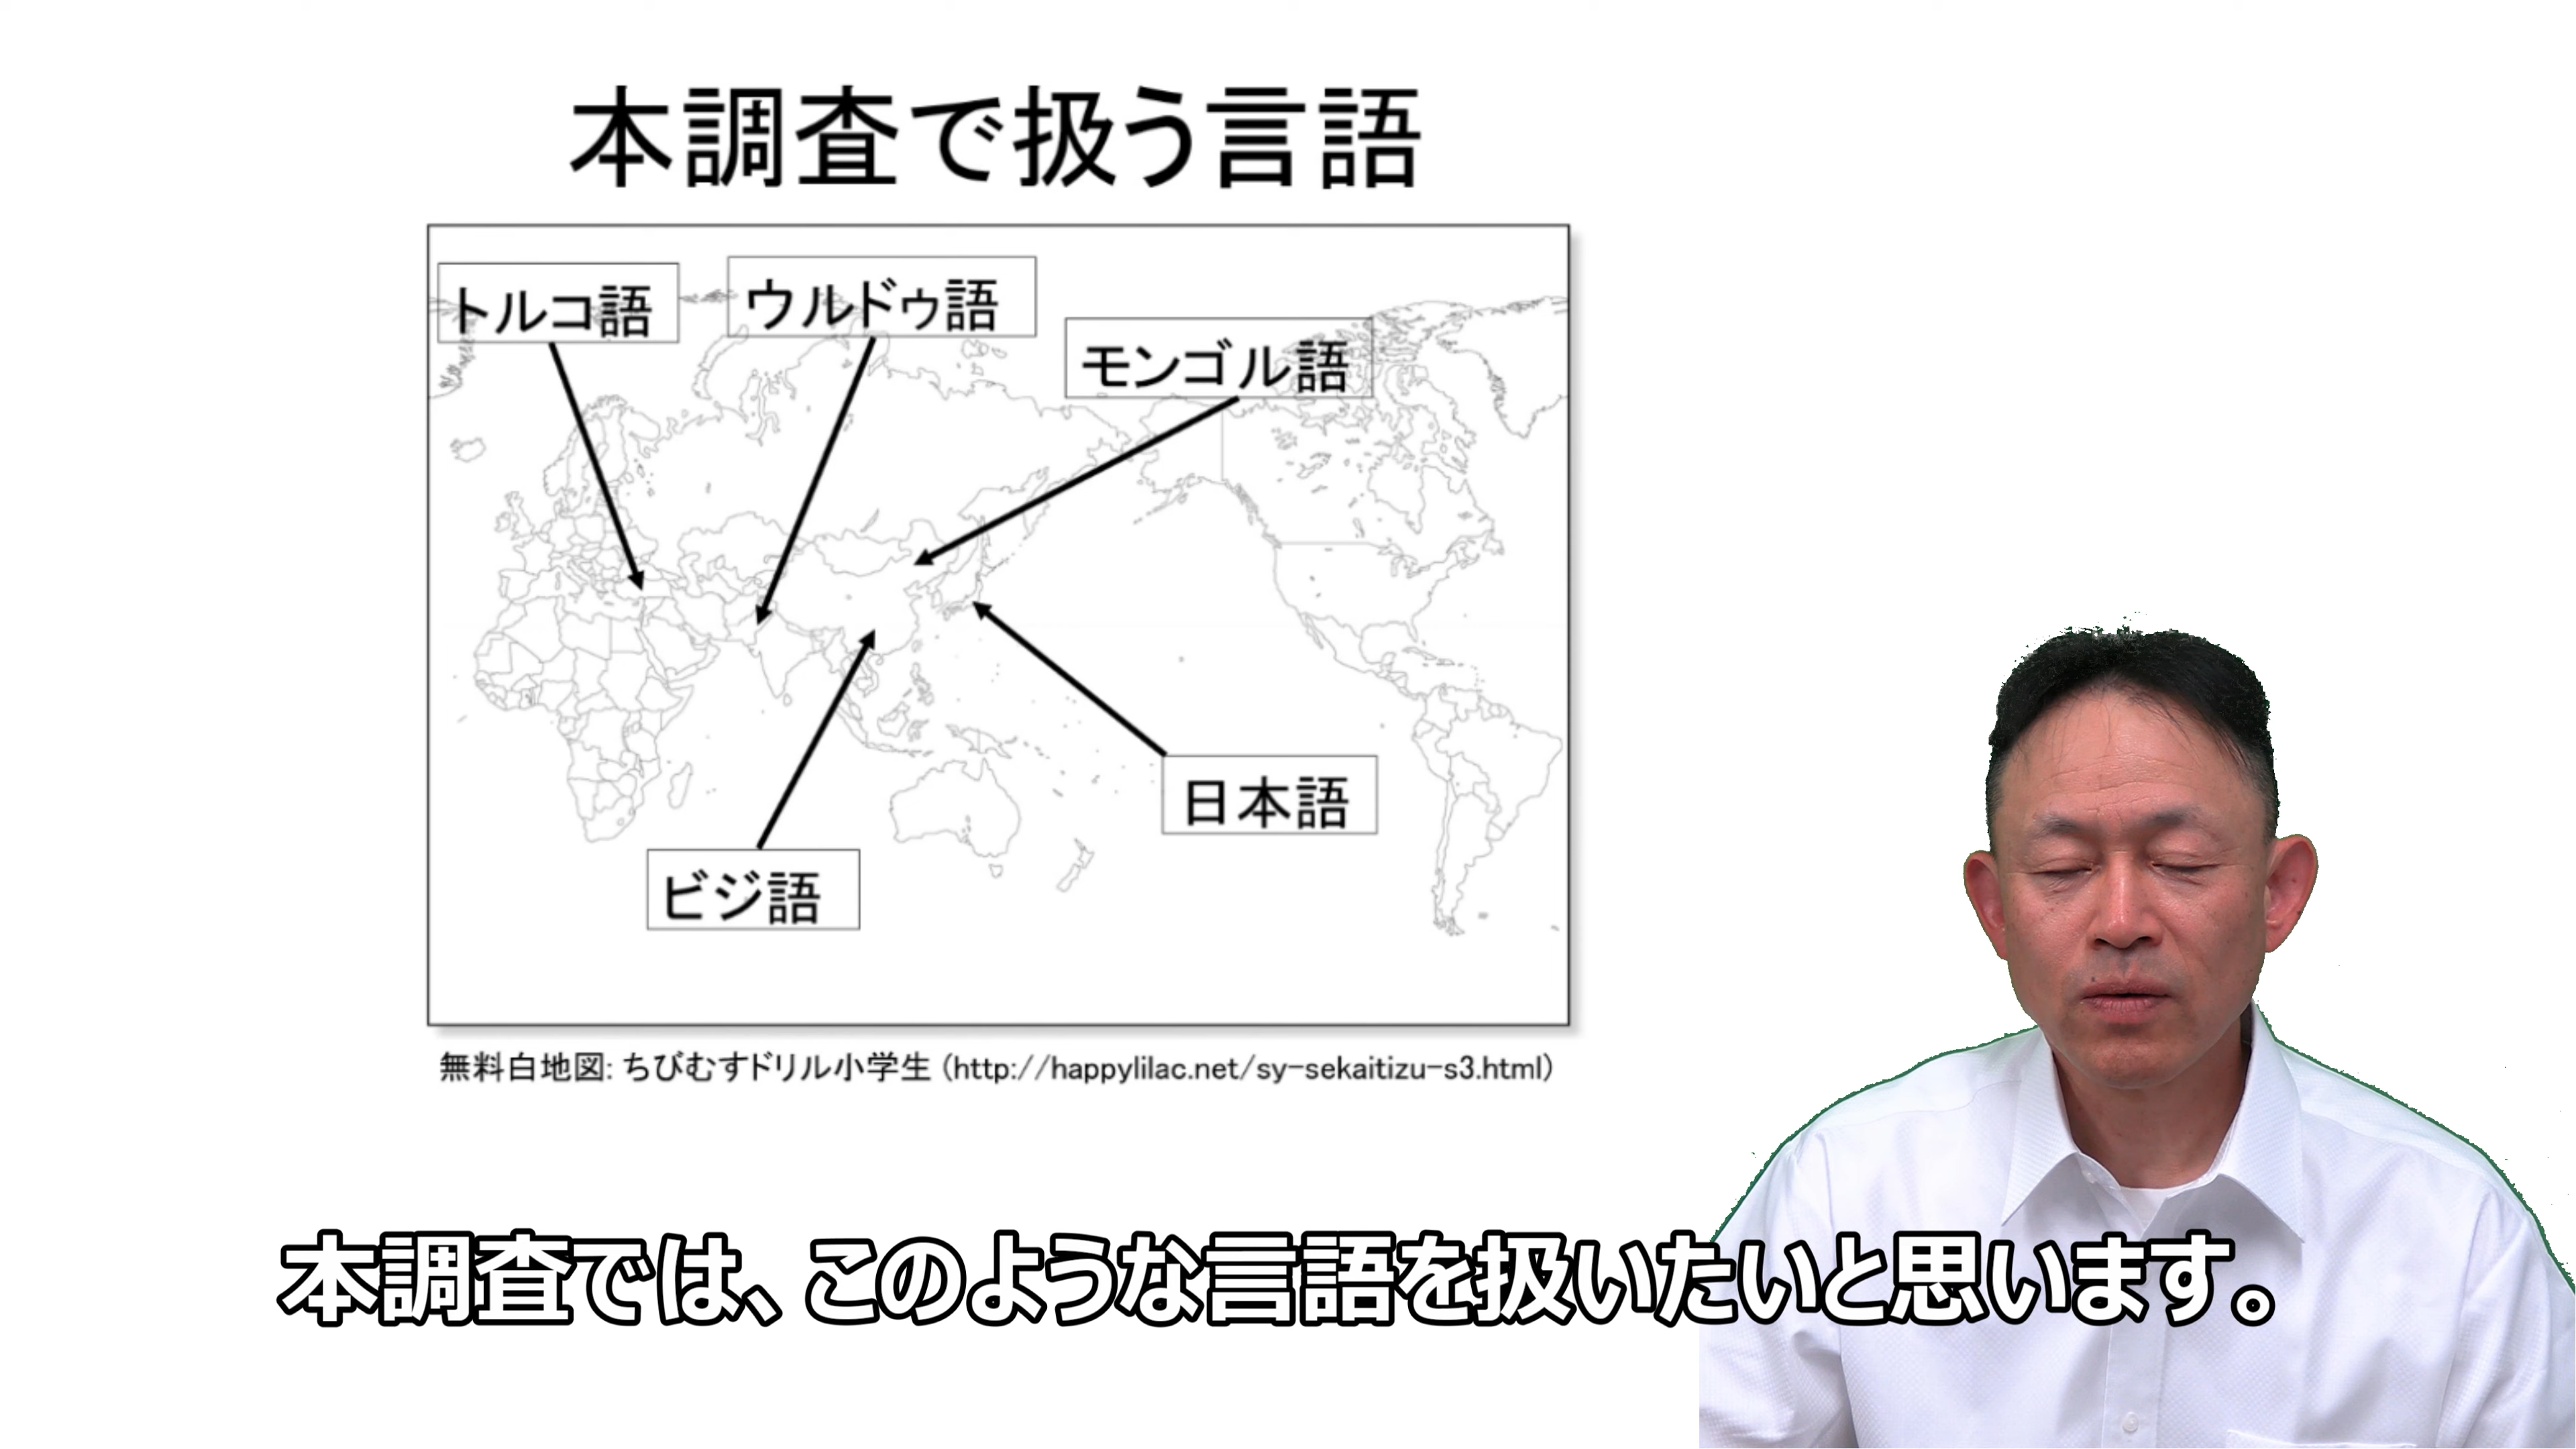 本調査で扱う言語
トルコ語
ウルドゥ語
モンゴル語
日本語
ビジ語
無料白地図: ちびむすドリル小学生 (http://happylilac.net/sy-sekaitizu-s3.html)
本調査では、このような言語を扱いたいと思います。